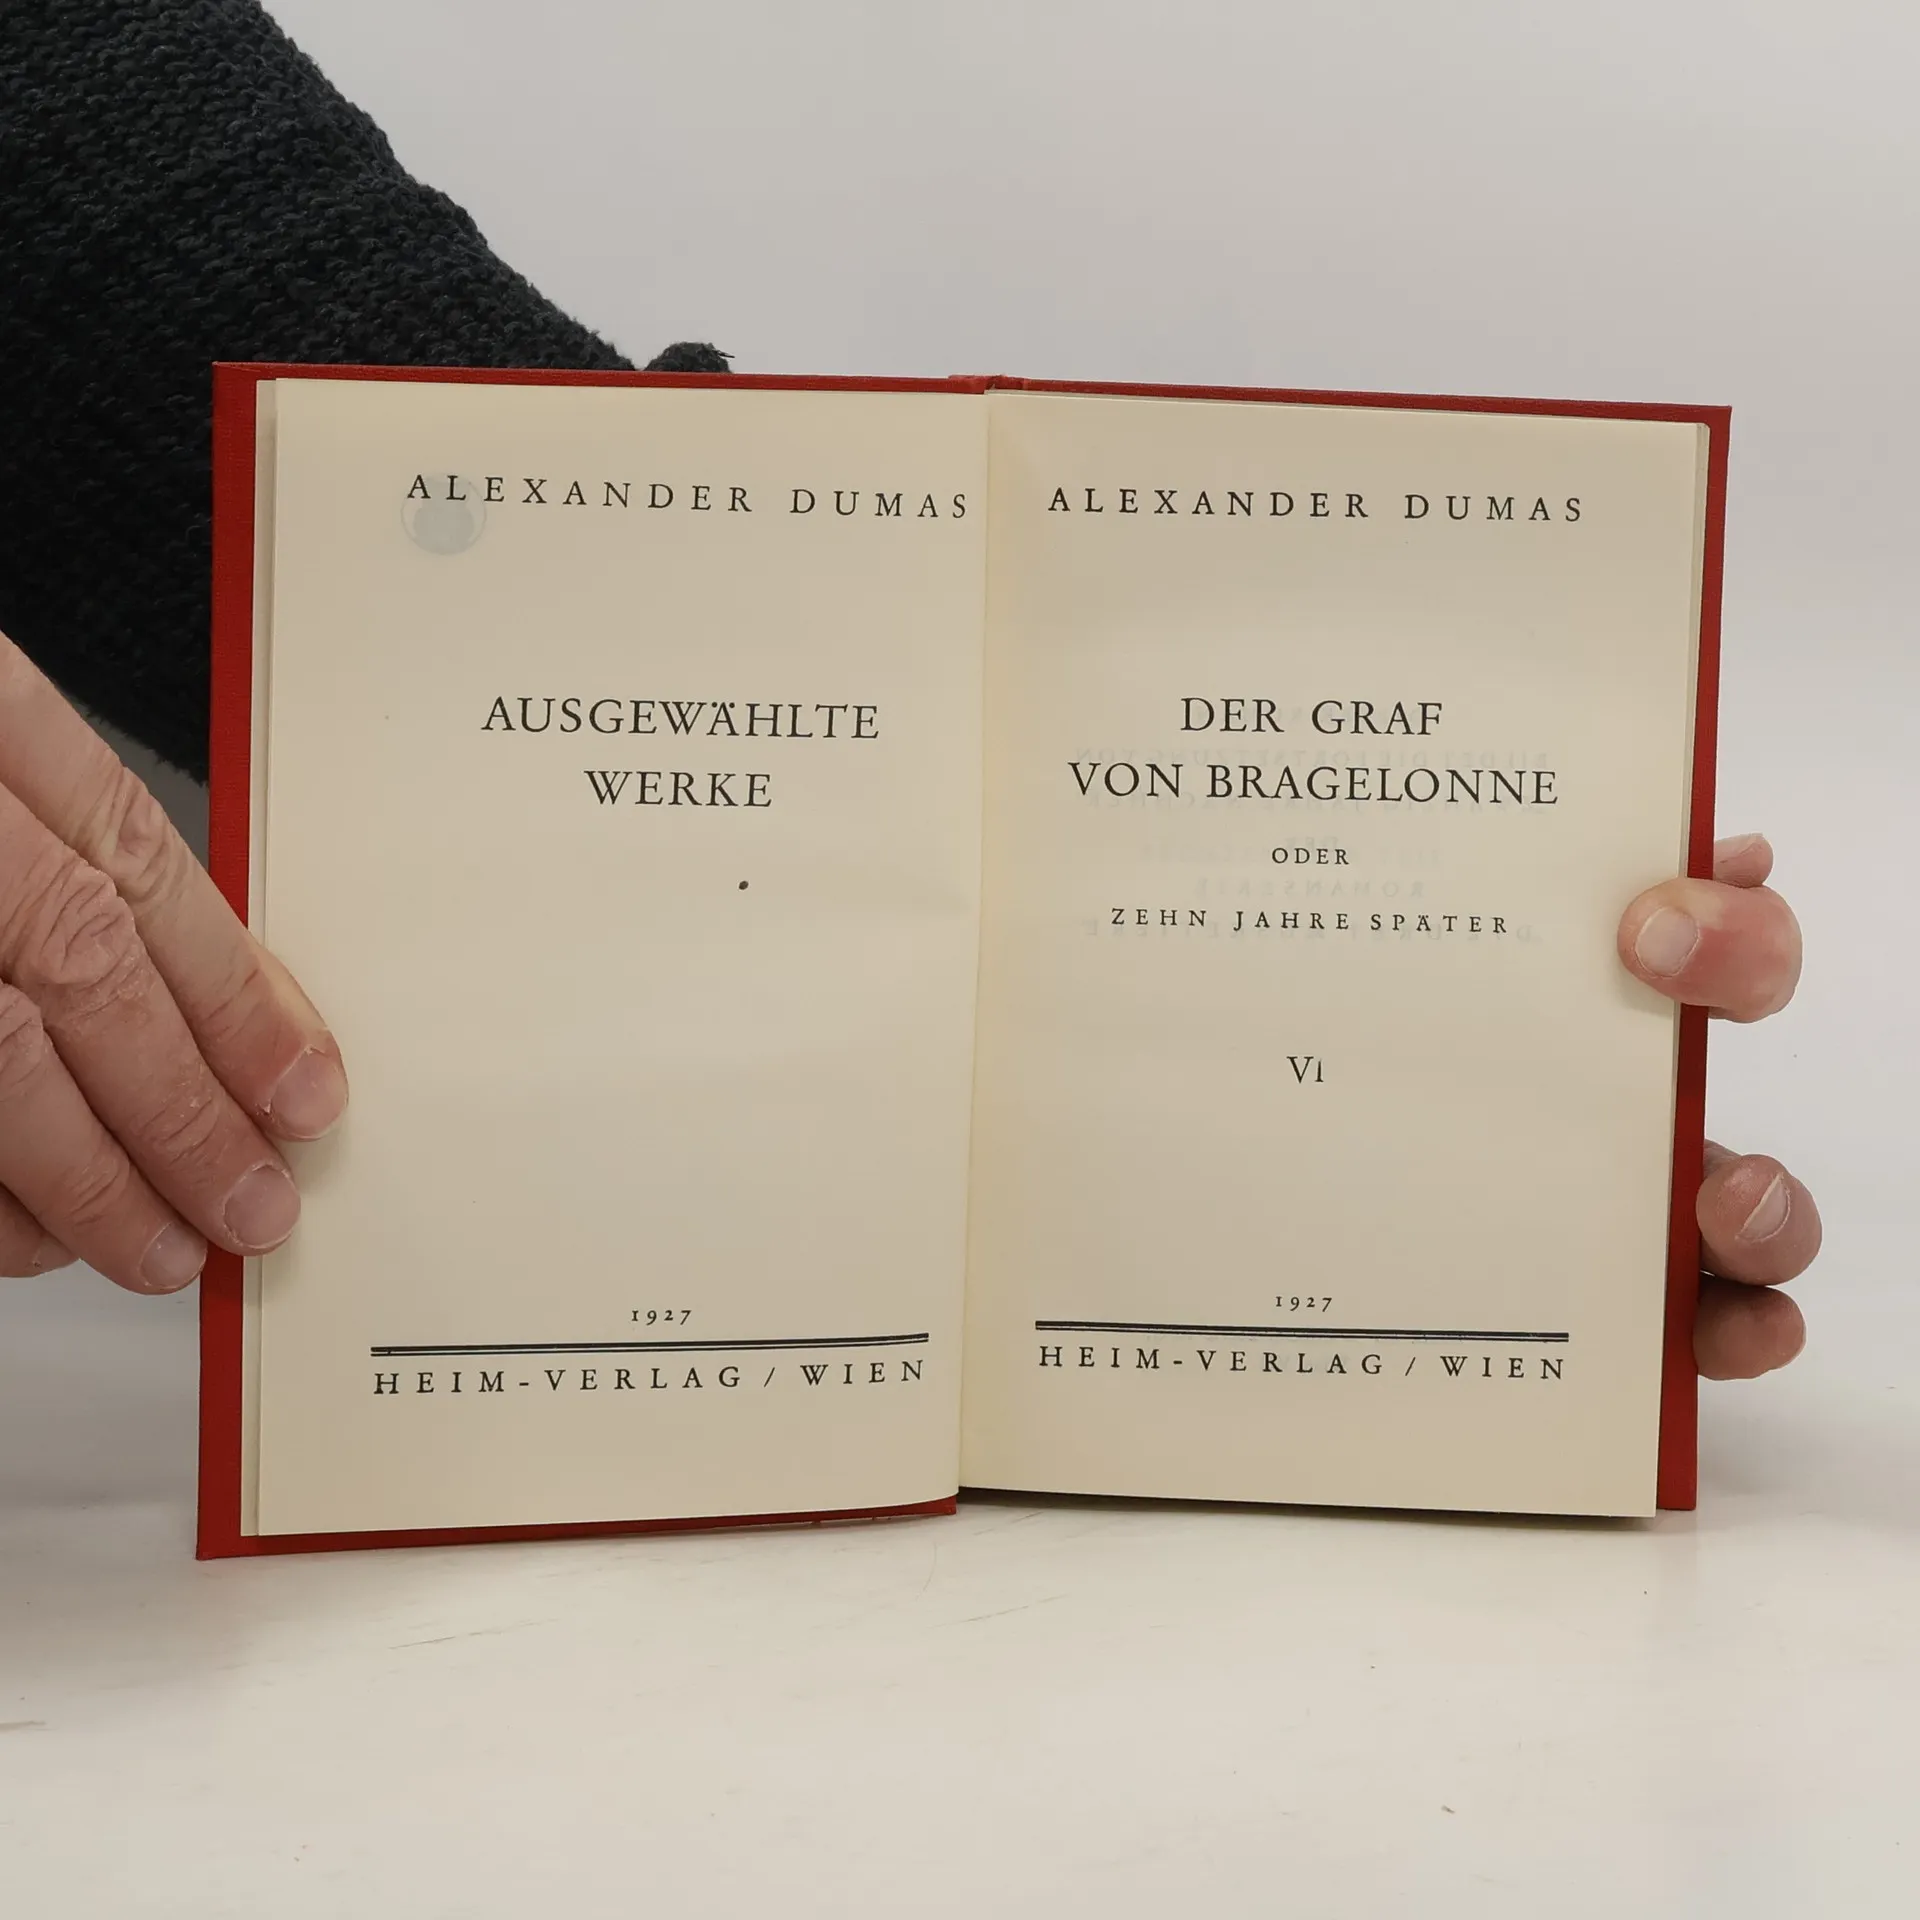 ALEXANDER DUMAS
AUSGEWÄHLTE
WERKE
1927
HEIM-VERLAG / WIEN
ALEXANDER DUMAS
DER GRAF
VON BRAGELONNE
ODER
ZEHN JAHRE SPÄTER
VI
1927
HEIM-VERLAG / WIEN